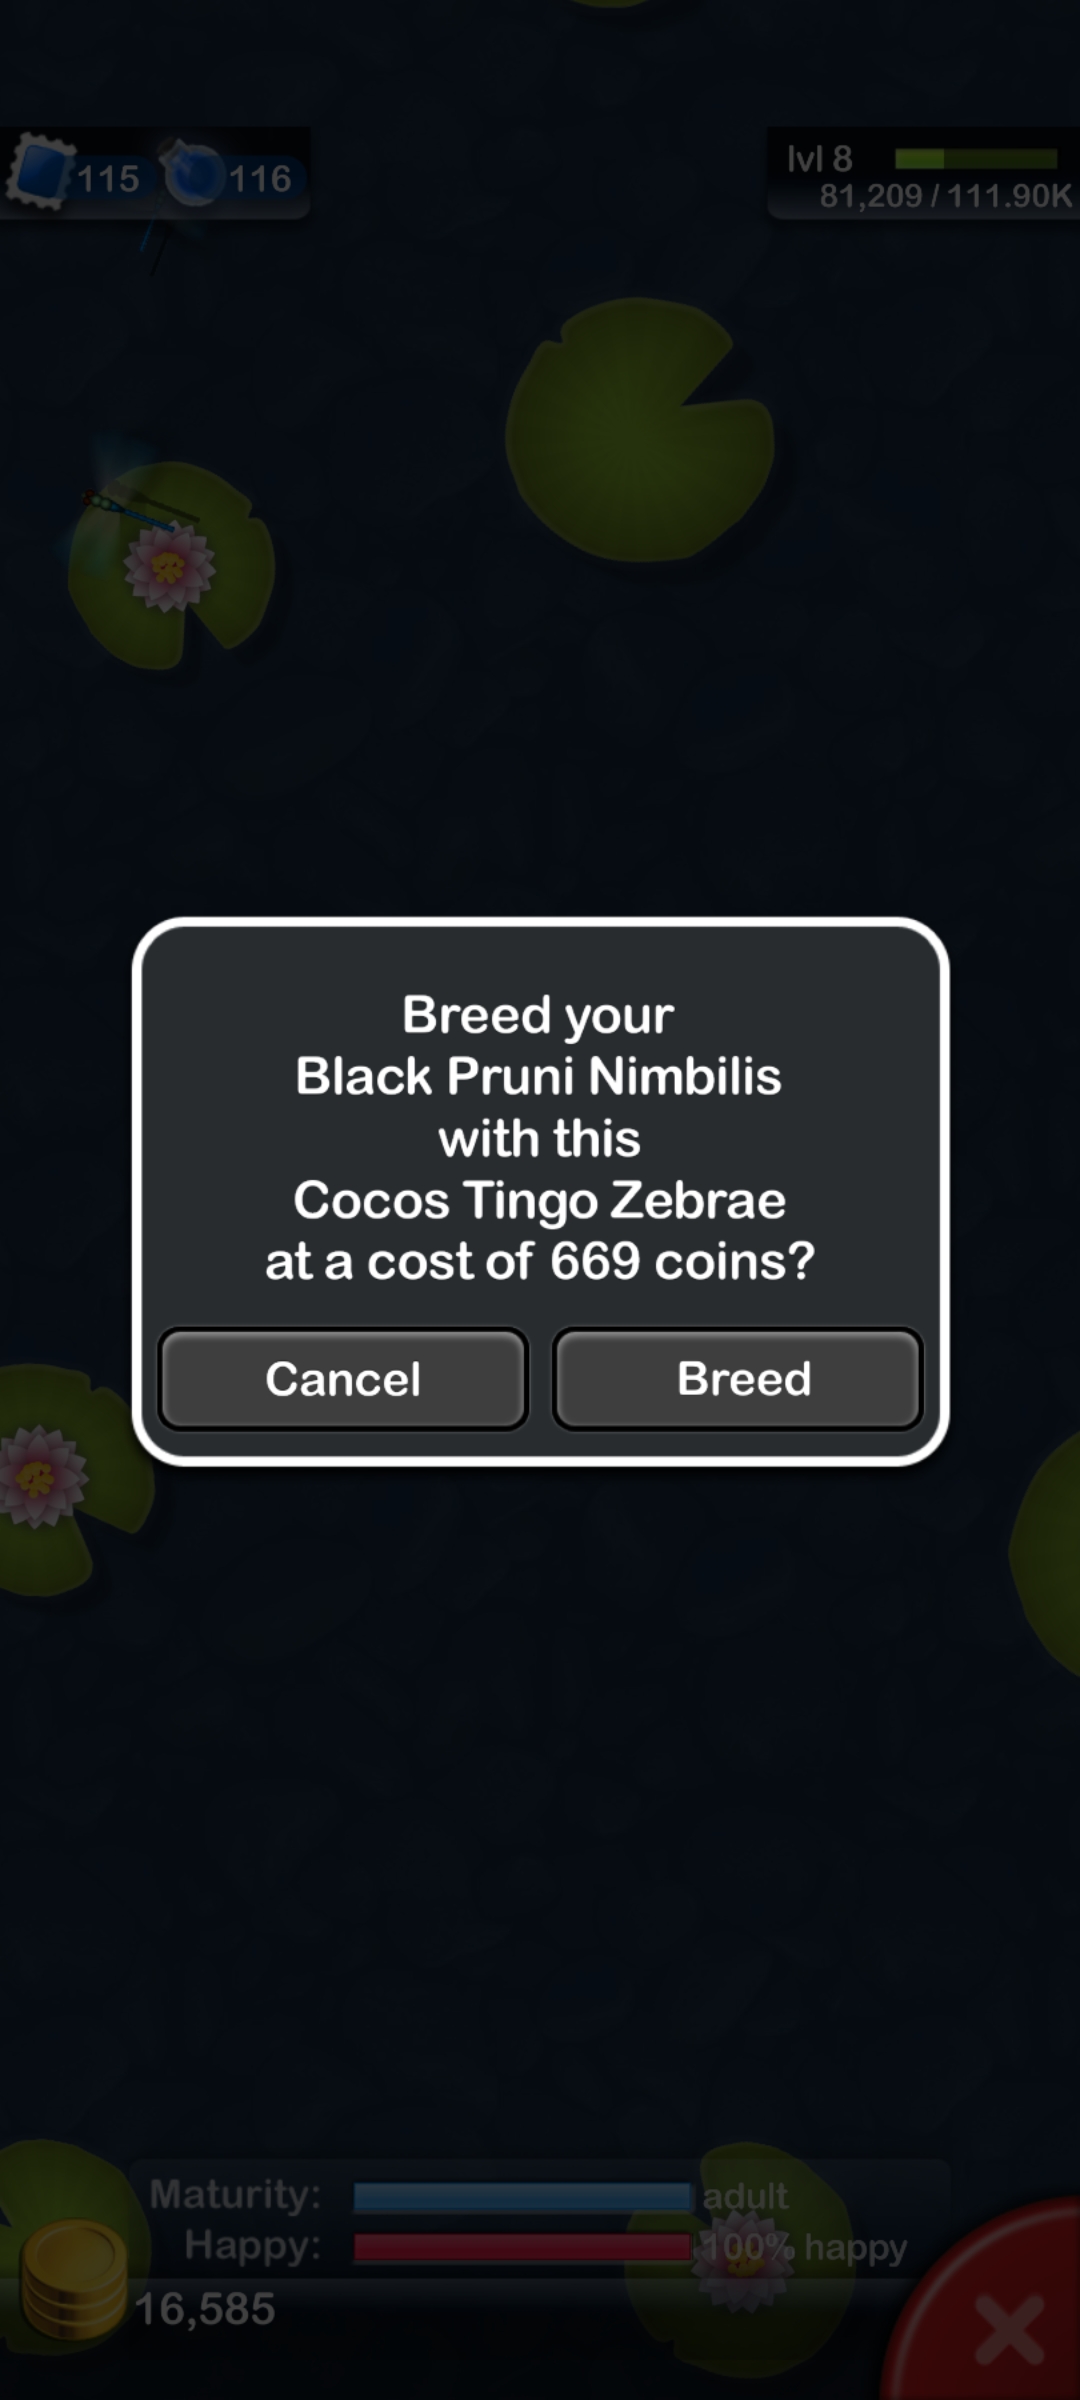 115
116
lvl 8
81,209 / 111.90K
Breed your
Black Pruni Nimbilis
with this
Cocos Tingo Zebrae
at a cost of 669 coins?
Cancel
Breed
Maturity:
adult
Happy:
100% happy
16,585